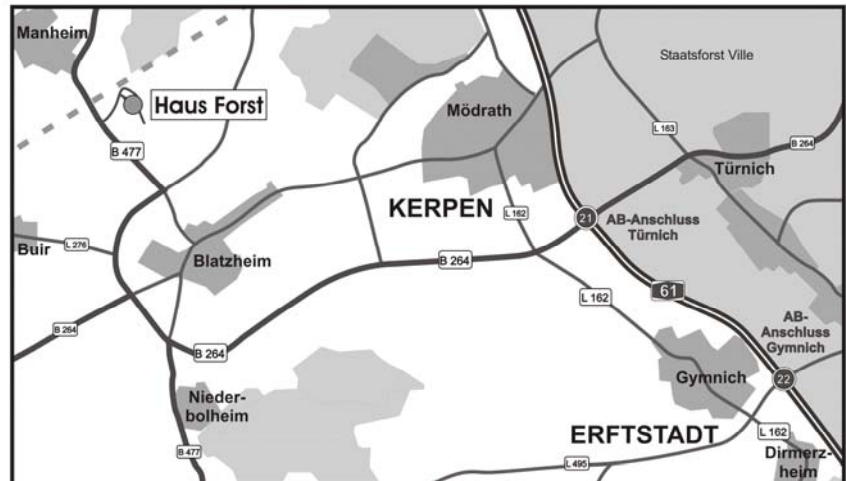 Manheim
Staatsforst Ville
Haus Forst
Mödrath
L 163
B 264
B 477
Türnich
KERPEN
L 162
21
AB-Anschluss
Türnich
Buir
L 276
Blatzheim
B 264
61
L 162
B 264
B 264
AB-
Anschluss
Gymnich
Gymnich
22
Nieder-
bolheim
ERFTSTADT
L 162
B 477
L 495
Dirmerz-
heim